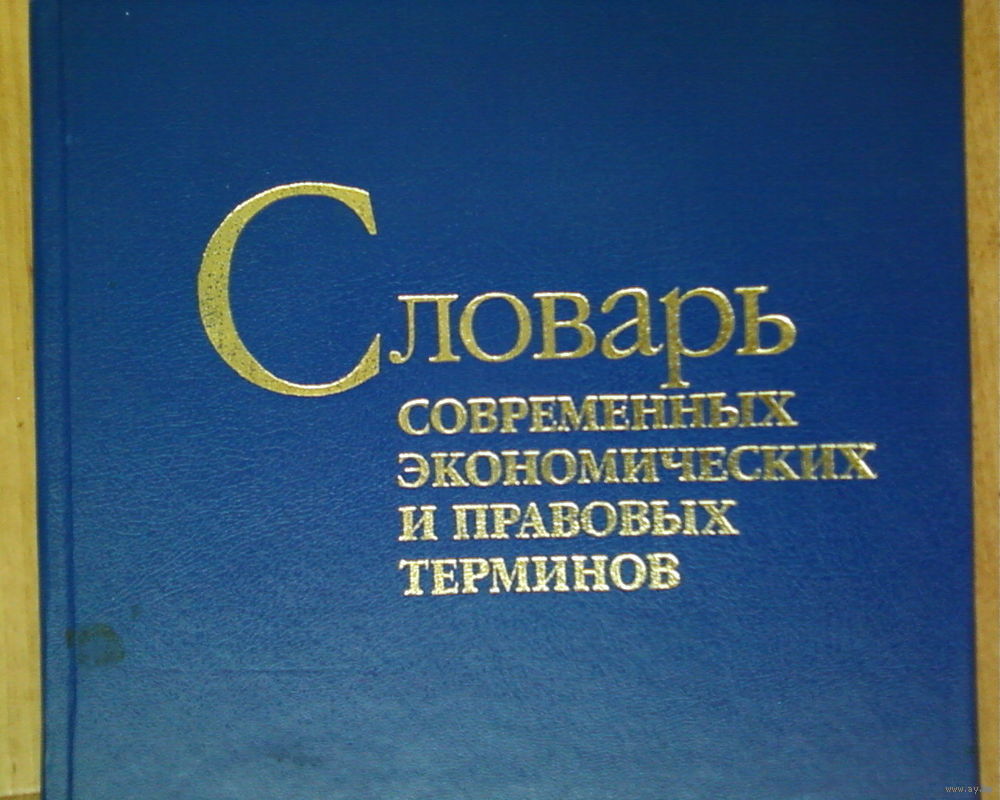 Словарь
СОВРЕМЕННЫХ
ЭКОНОМИЧЕСКИХ
И ПРАВОВЫХ
ТЕРМИНОВ